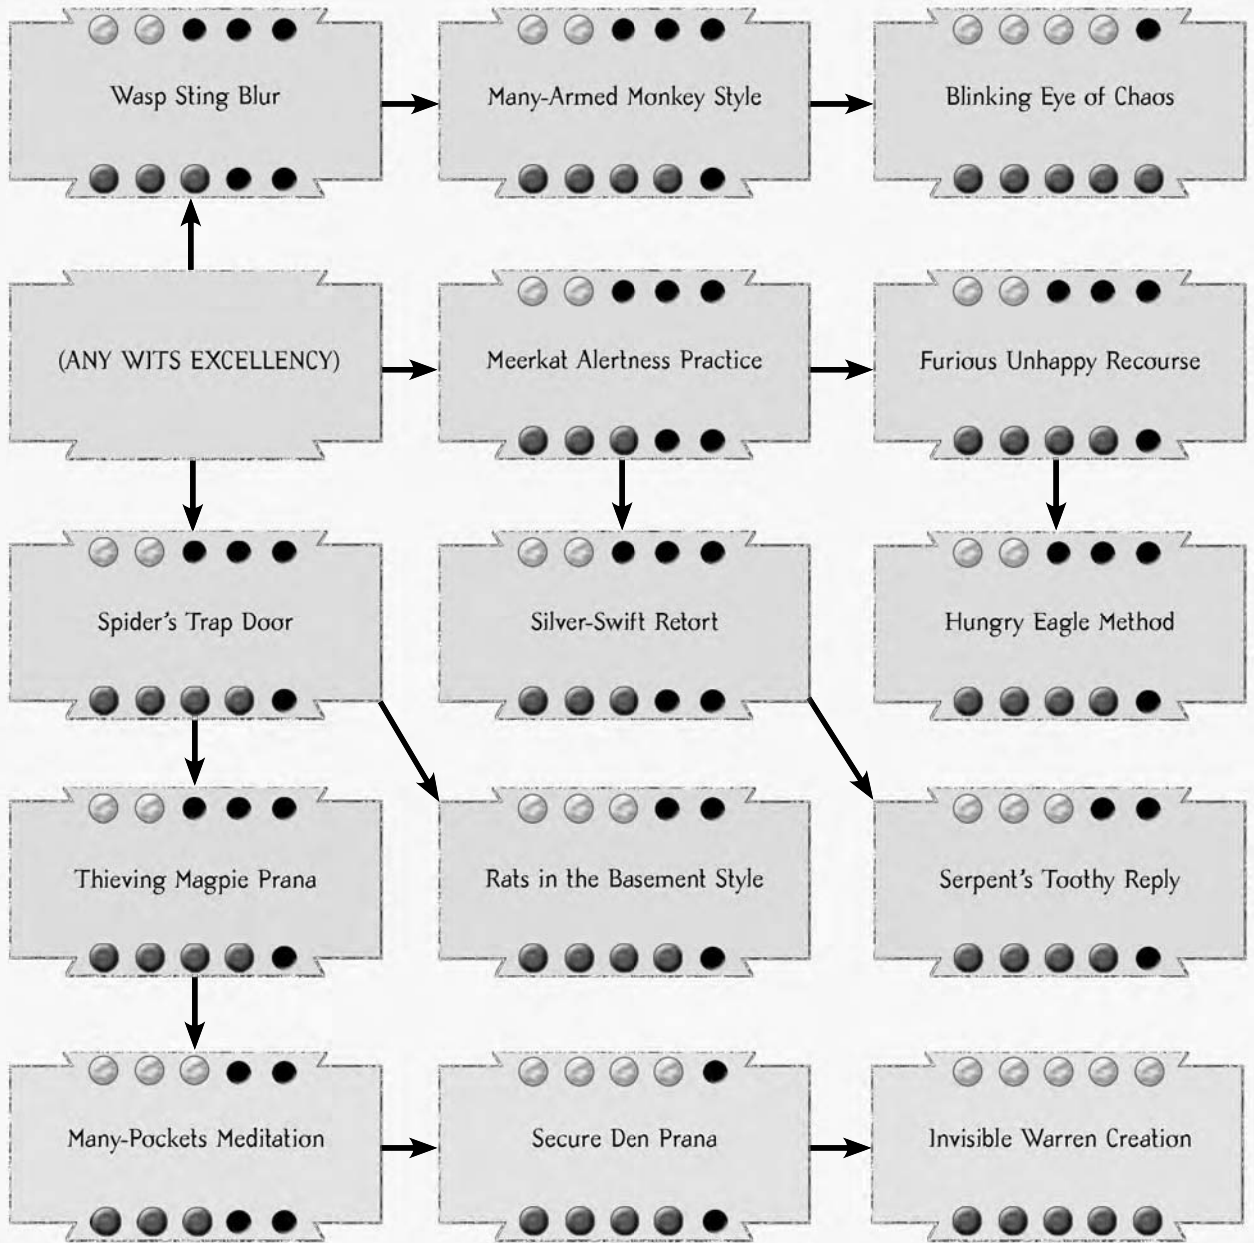 Wasp Sting Blur
Many-Armed Monkey Style
Blinking Eye of Chaos
(ANY WITS EXCELLENCY)
Meerkat Alertness Practice
Furious Unhappy Recourse
Spider's Trap Door
Silver-Swift Retort
Hungry Eagle Method
Thieving Magpie Prana
Rats in the Basement Style
Serpent's Toothy Reply
Many-Pockets Meditation
Secure Den Prana
Invisible Warren Creation